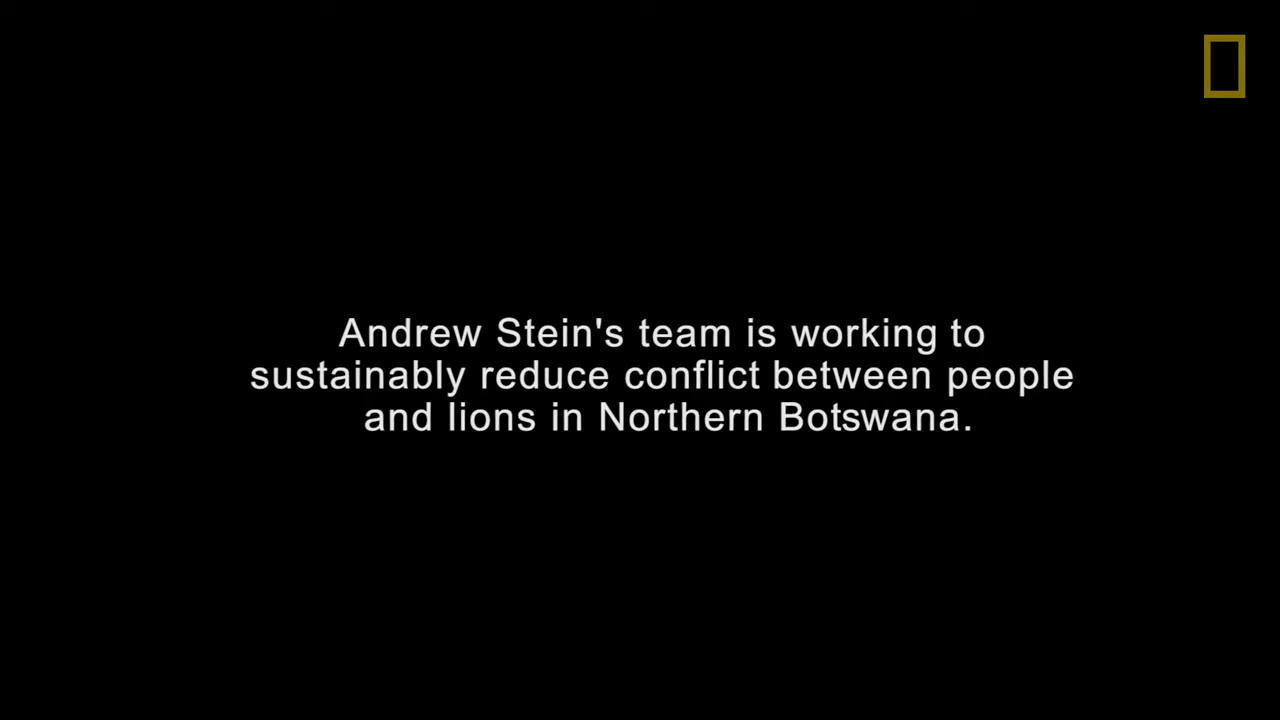 Andrew Stein's team is working to
sustainably reduce conflict between people
and lions in Northern Botswana.